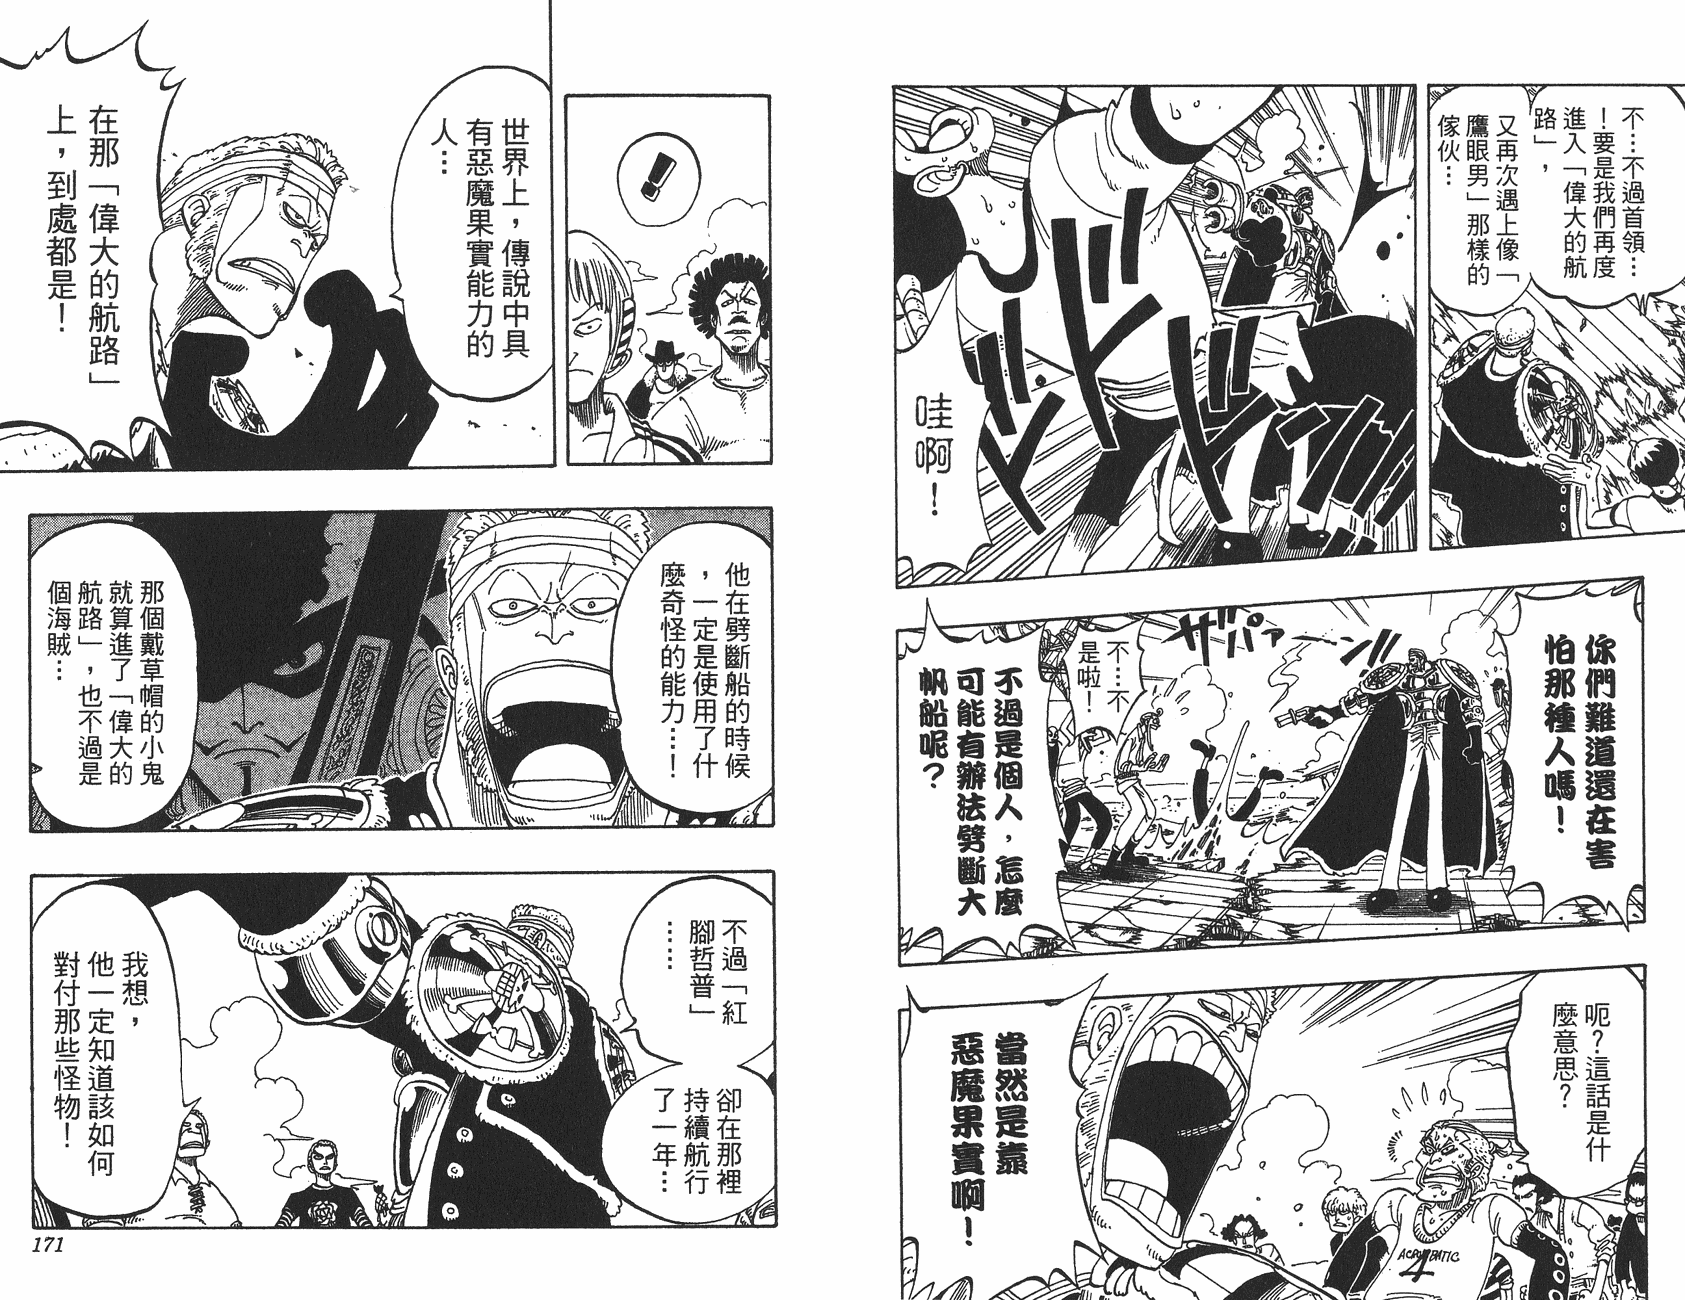 不…不過首領…
！要是我們再度
進入「偉大的航
路」，
又再次遇上像「
鷹眼男」那樣的
傢伙…
哇啊！
ドドドドド
你們難道還在害
怕那種人嗎！
ザパァーン!!
不…不
是啦！
不過是個人，怎麼
可能有辦法劈斷大
帆船呢？
呃？這話是什
麼意思？
當然是靠
惡魔果實啊！
ACROBATIC
4
！
世界上，傳說中具
有惡魔果實能力的
人…
在那「偉大的航路」
上，到處都是！
他在劈斷船的時候
，一定是使用了什
麼奇怪的能力…！
那個戴草帽的小鬼
就算進了「偉大的
航路」，也不過是
個海賊…
不過「紅
腳哲普」
……
卻在那裡
持續航行
了一年…
我想，
他一定知道該如何
對付那些怪物！
171